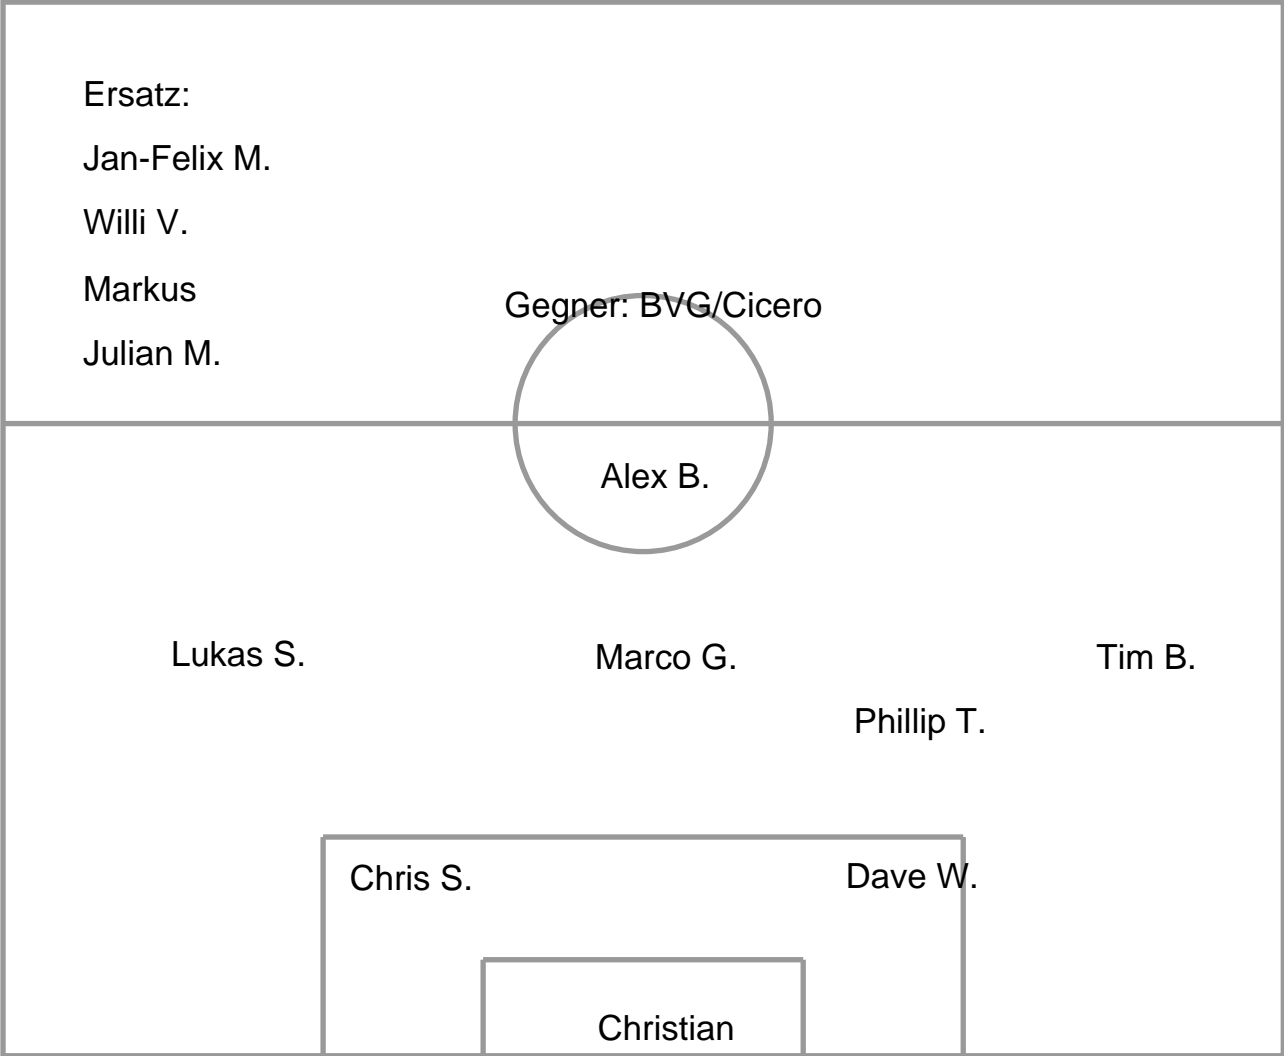 Ersatz:
Jan-Felix M.
Willi V.
Markus
Gegner: BVG/Cicero
Julian M.
Alex B.
Lukas S.
Marco G.
Tim B.
Phillip T.
Chris S.
Dave W.
Christian